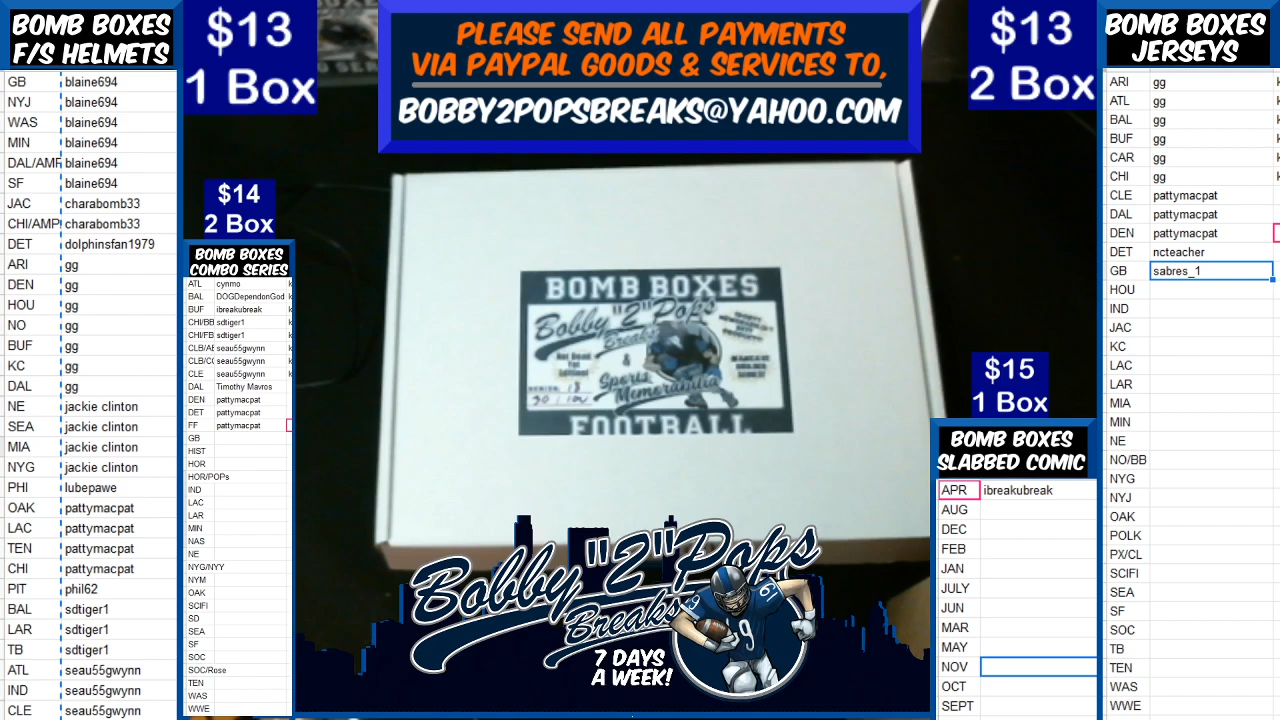 BOMB BOXES
F/S HELMETS
GB blaine694
NYJ blaine694
WAS blaine694
MIN blaine694
DAL/AMP blaine694
SF blaine694
JAC charabomb33
CHI/AMP charabomb33
DET dolphinsfan1979
ARI gg
DEN gg
HOU gg
NO gg
BUF gg
KC gg
DAL gg
NE jackie clinton
SEA jackie clinton
MIA jackie clinton
NYG jackie clinton
PHI lubepawe
OAK pattymacpat
LAC pattymacpat
TEN pattymacpat
CHI pattymacpat
PIT phil62
BAL sdtiger1
LAR sdtiger1
TB sdtiger1
ATL seau55gwynn
IND seau55gwynn
CLE seau55gwynn
$13
1 Box
$14
2 Box
BOMB BOXES
COMBO SERIES
ATL cynmo
BAL DOGDependonGod
BUF ibreakubreak
CHI/BB sdtiger1
CHI/FB sdtiger1
CLB/AB seau55gwynn
CLB/CC seau55gwynn
CLE seau55gwynn
DAL Timothy Mavros
DEN pattymacpat
DET pattymacpat
FF pattymacpat
GB
HIST
HOR
HOR/POPs
IND
LAC
LAR
MIN
NAS
NE
NYG/NYY
NYM
OAK
SCIFI
SD
SEA
SF
SOC
SOC/Rose
TEN
WAS
WWE
PLEASE SEND ALL PAYMENTS
VIA PAYPAL GOODS & SERVICES TO,
BOBBY2POPSBREAKS@YAHOO.COM
BOMB BOXES
Bobby "2" Pops
Breaks
&
Sports
Memorabilia
SERIES 18
FOOTBALL
Bobby "2" Pops
Breaks
7 DAYS
A WEEK!
$13
2 Box
$15
1 Box
BOMB BOXES
SLABBED COMIC
APR ibreakubreak
AUG
DEC
FEB
JAN
JULY
JUN
MAR
MAY
NOV
OCT
SEPT
BOMB BOXES
JERSEYS
ARI gg
ATL gg
BAL gg
BUF gg
CAR gg
CHI gg
CLE pattymacpat
DAL pattymacpat
DEN pattymacpat
DET ncteacher
GB sabres_1
HOU
IND
JAC
KC
LAC
LAR
MIA
MIN
NE
NO/BB
NYG
NYJ
OAK
POLK
PX/CL
SCIFI
SEA
SF
SOC
TB
TEN
WAS
WWE